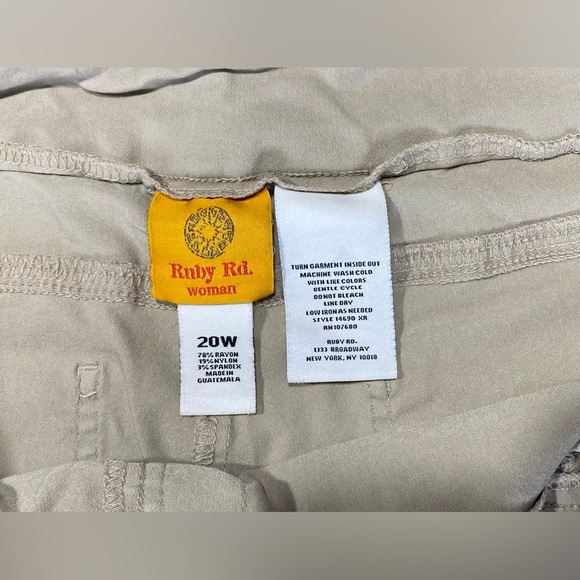 Ruby Rd.
woman
20W
78% RAYON
19% NYLON
3% SPANDEX
MADE IN
GUATEMALA
TURN GARMENT INSIDE OUT
MACHINE WASH COLD
WITH LIKE COLORS
GENTLE CYCLE
DO NOT BLEACH
LINE DRY
LOW IRON AS NEEDED
STYLE 14690 XR
RN107680
RUBY RD.
1333 BROADWAY
NEW YORK, NY 10018